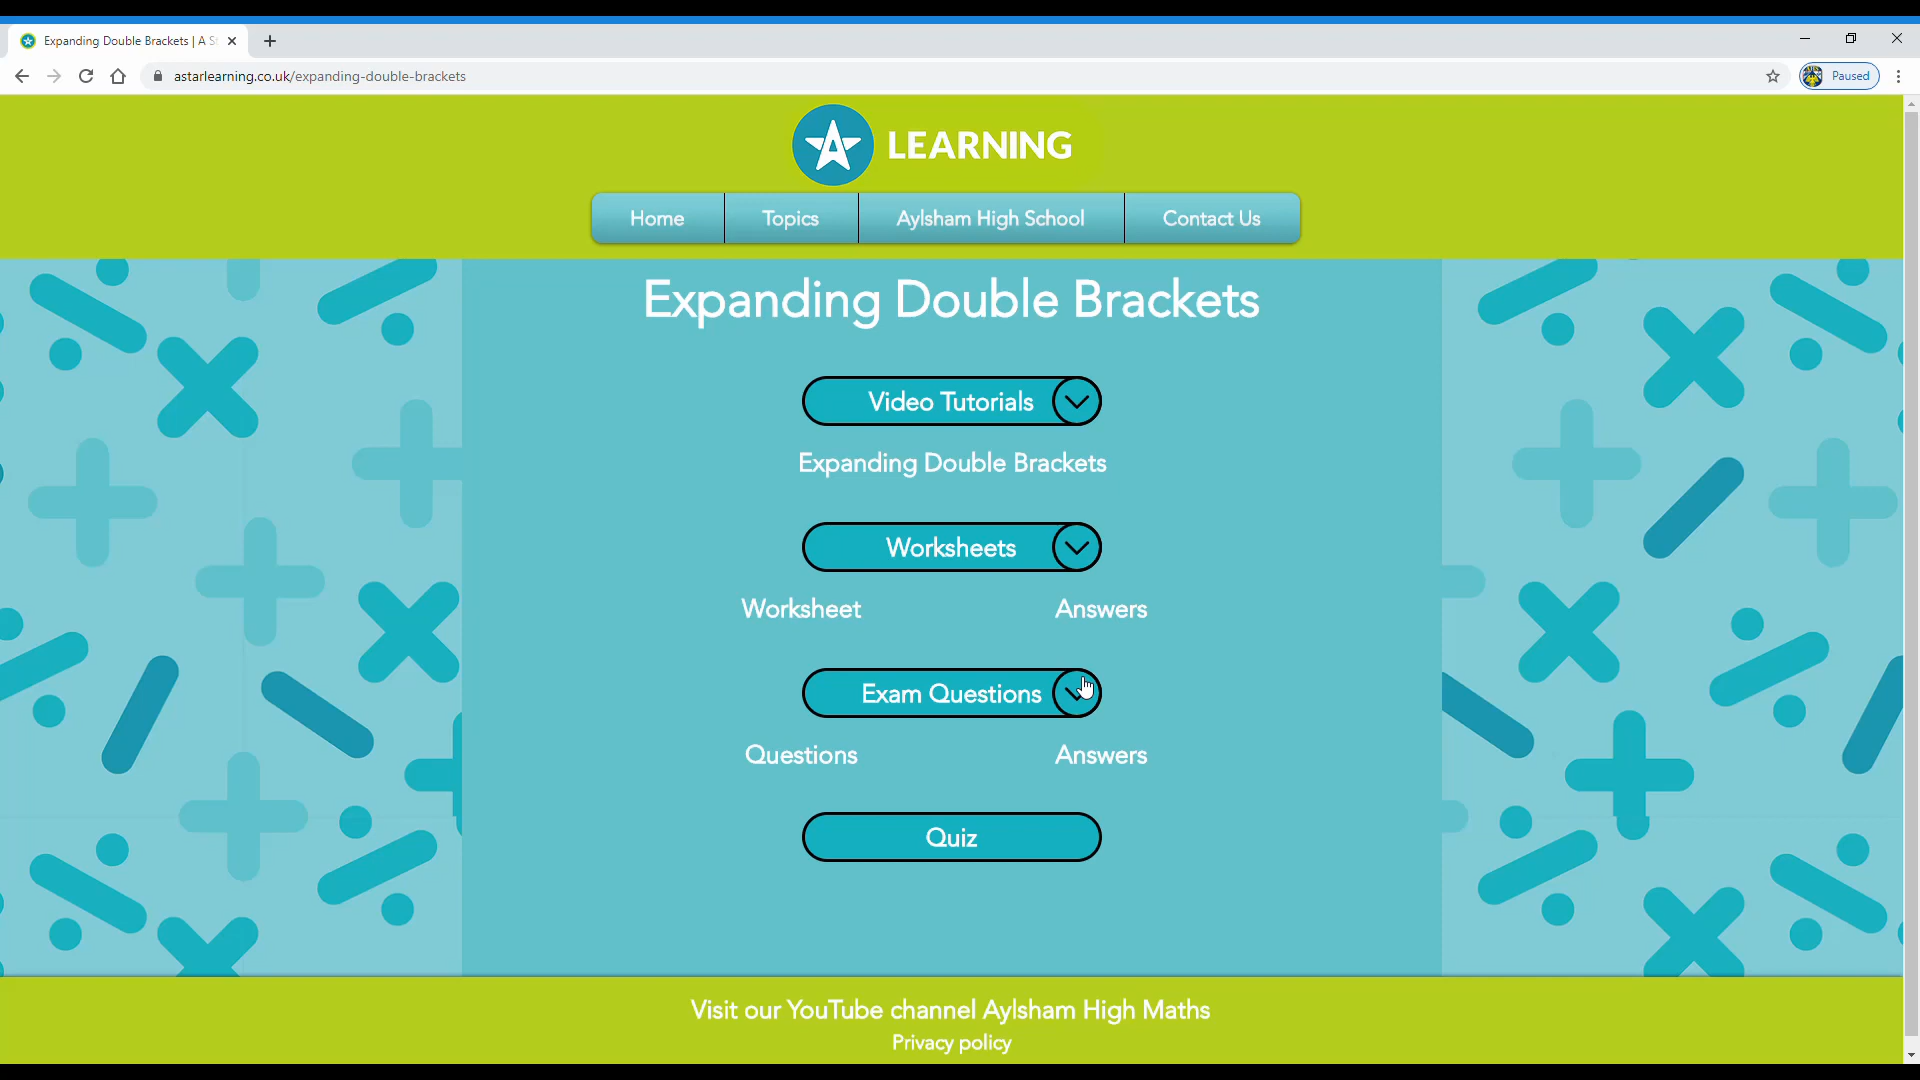 Expanding Double Brackets | A S
astarlearning.co.uk/expanding-double-brackets
Paused
A LEARNING
Home
Topics
Aylsham High School
Contact Us
Expanding Double Brackets
Video Tutorials
Expanding Double Brackets
Worksheets
Worksheet
Answers
Exam Questions
Questions
Answers
Quiz
Visit our YouTube channel Aylsham High Maths
Privacy policy